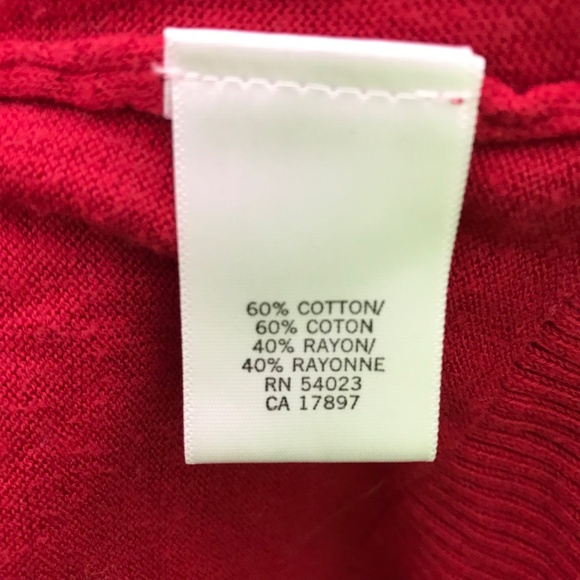 60% COTTON/
60% COTON
40% RAYON/
40% RAYONNE
RN 54023
CA 17897